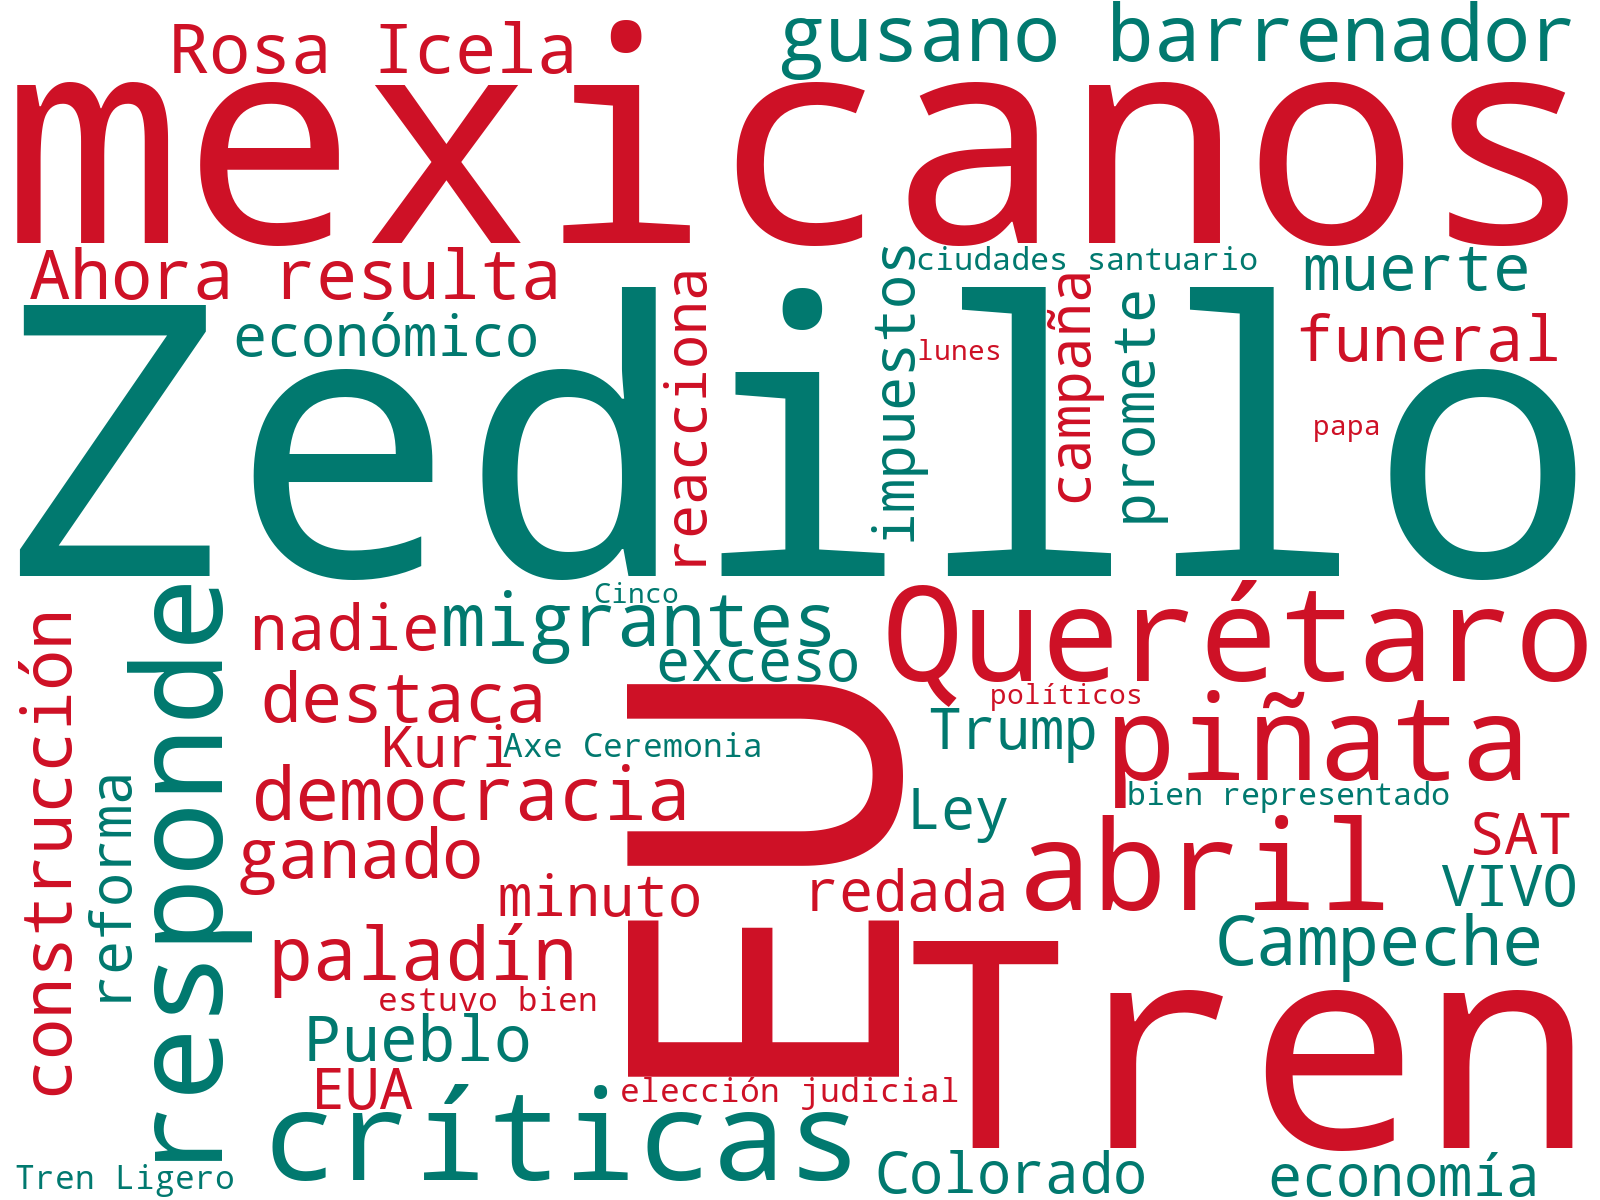 Rosa Icela
gusano barrenador
mexicanos
Ahora resulta
ciudades santuario
muerte
económico
reacciona
impuestos
lunes
campaña
promete
funeral
papa
Zedillo
construcción
responde
reforma
nadie
Cinco
migrantes
exceso
Querétaro
destaca
políticos
Trump
piñata
Kuri
Axe Ceremonia
democracia
EU
Ley
bien representado
SAT
ganado
minuto
redada
abril
VIVO
paladín
Campeche
estuvo bien
Pueblo
Tren
EUA
elección judicial
críticas
Tren Ligero
Colorado
economía